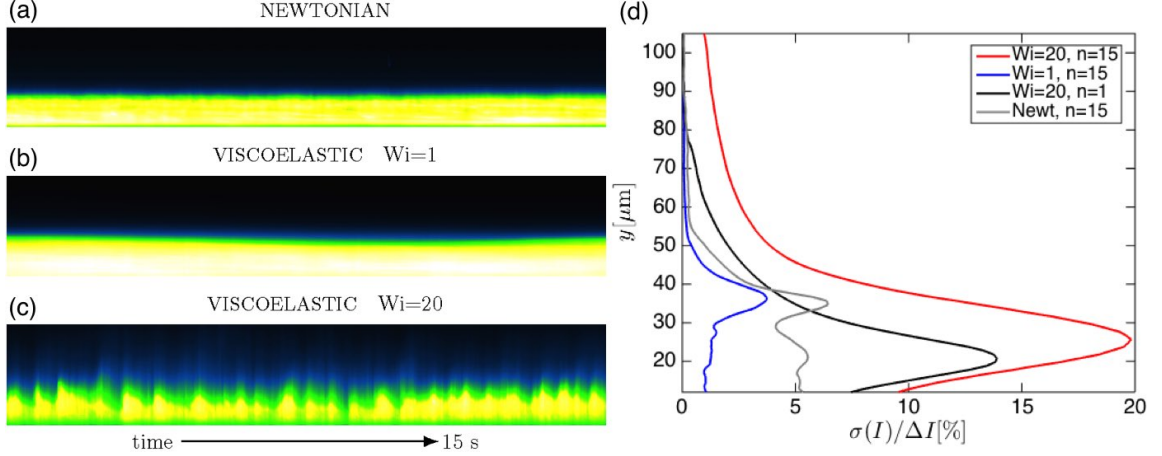 (a)
NEWTONIAN
(b)
VISCOELASTIC Wi=1
(c)
VISCOELASTIC Wi=20
time
15 s
(d)
Wi=20, n=15
Wi=1, n=15
Wi=20, n=1
Newt, n=15
100
90
80
70
60
50
40
30
20
y[μm]
0
5
10
15
20
σ(I)/ΔI[%]